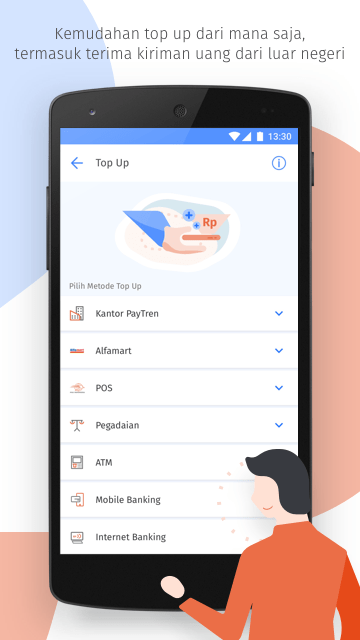 Kemudahan top up dari mana saja,
termasuk terima kiriman uang dari luar negeri
13:30
Top Up
Rp
Pilih Metode Top Up
Kantor PayTren
Alfamart
POS
Pegadaian
ATM
Mobile Banking
Internet Banking